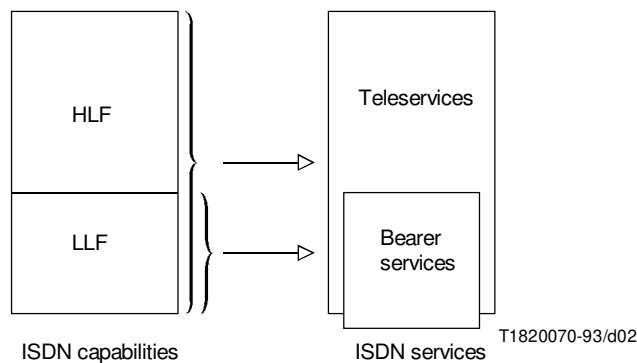 HLF
LLF
Teleservices
Bearer
services
ISDN capabilities
ISDN services
T1820070-93/d02